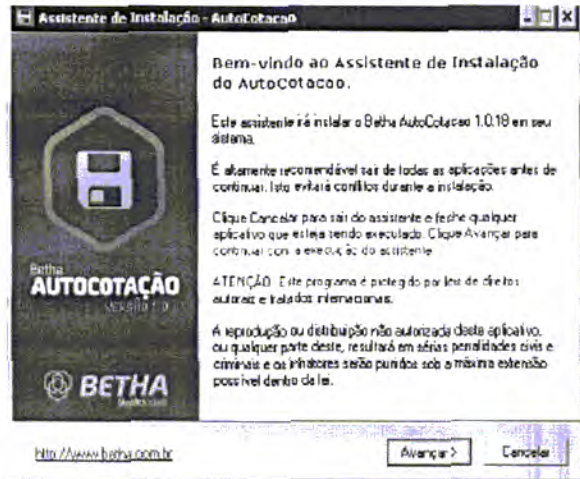 Assistente de Instalação - AutoCotacao
Bem-vindo ao Assistente de Instalação
do AutoCotacao.
Este assistente irá instalar o Betha AutoCotacao 1.0.18 em seu
sistema.
É altamente recomendável sair de todas as aplicações antes de
continuar. Isto evitará conflitos durante a instalação.
Clique Cancelar para sair do assistente e feche qualquer
aplicativo que esteja sendo executado. Clique Avançar para
continuar com a execução do assistente.
ATENÇÃO: Este programa é protegido por leis de direitos
autorais e tratados internacionais.
A reprodução ou distribuição não autorizada deste aplicativo,
ou qualquer parte deste, resultará em sérias penalidades civis e
criminais e os infratores serão punidos sob a máxima extensão
possível dentro da lei.
Betha
AUTOCOTAÇÃO
VERSÃO 1.0
BETHA
http://www.betha.com.br
Avançar >
Cancelar